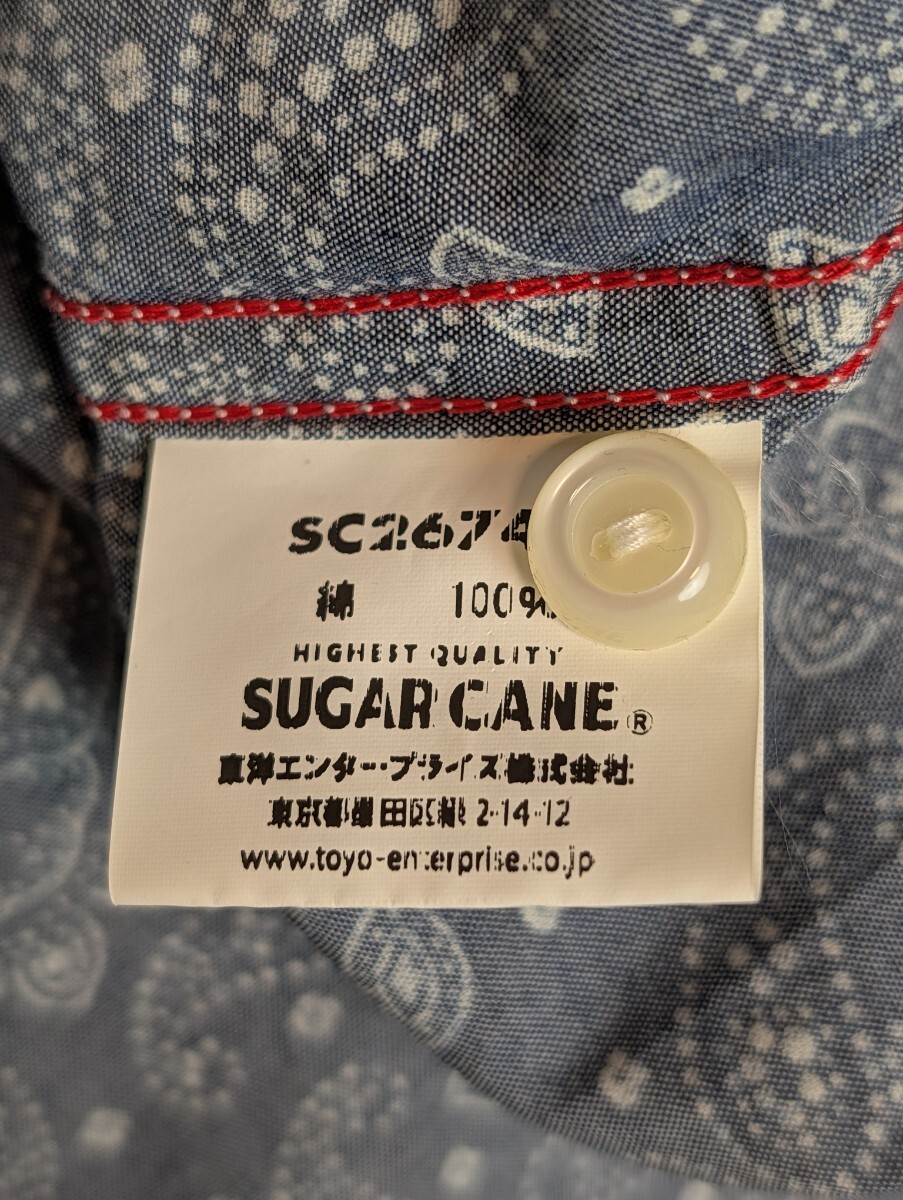 SC2674
綿 100%
HIGHEST QUALITY
SUGAR CANE®
東洋エンタープライズ株式会社
東京都墨田区緑 2-14-12
www.toyo-enterprise.co.jp